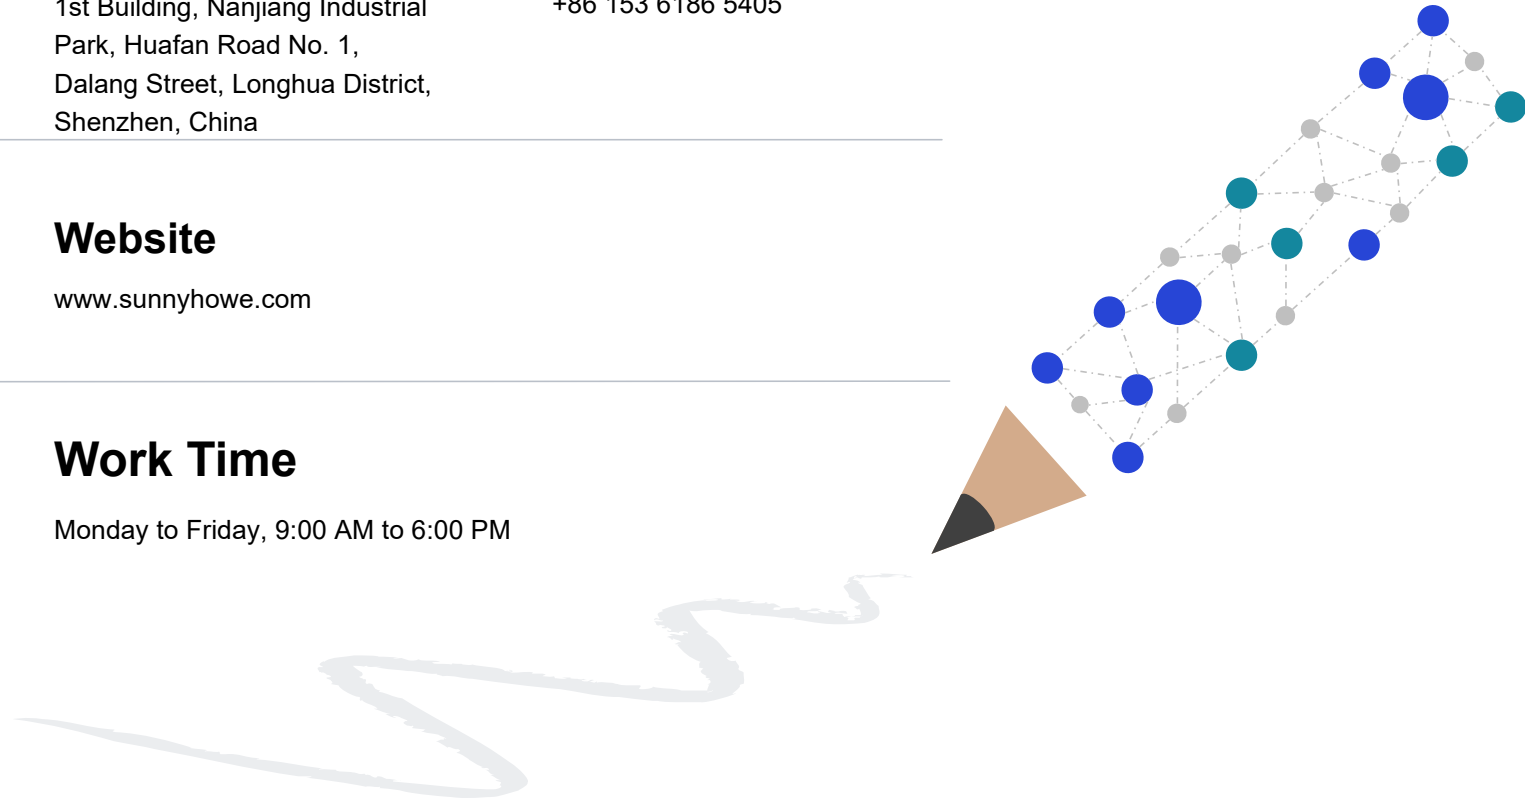 1st Building, Nanjiang Industrial
Park, Huafan Road No. 1,
Dalang Street, Longhua District,
Shenzhen, China
+86 153 6186 5405
Website
www.sunnyhowe.com
Work Time
Monday to Friday, 9:00 AM to 6:00 PM